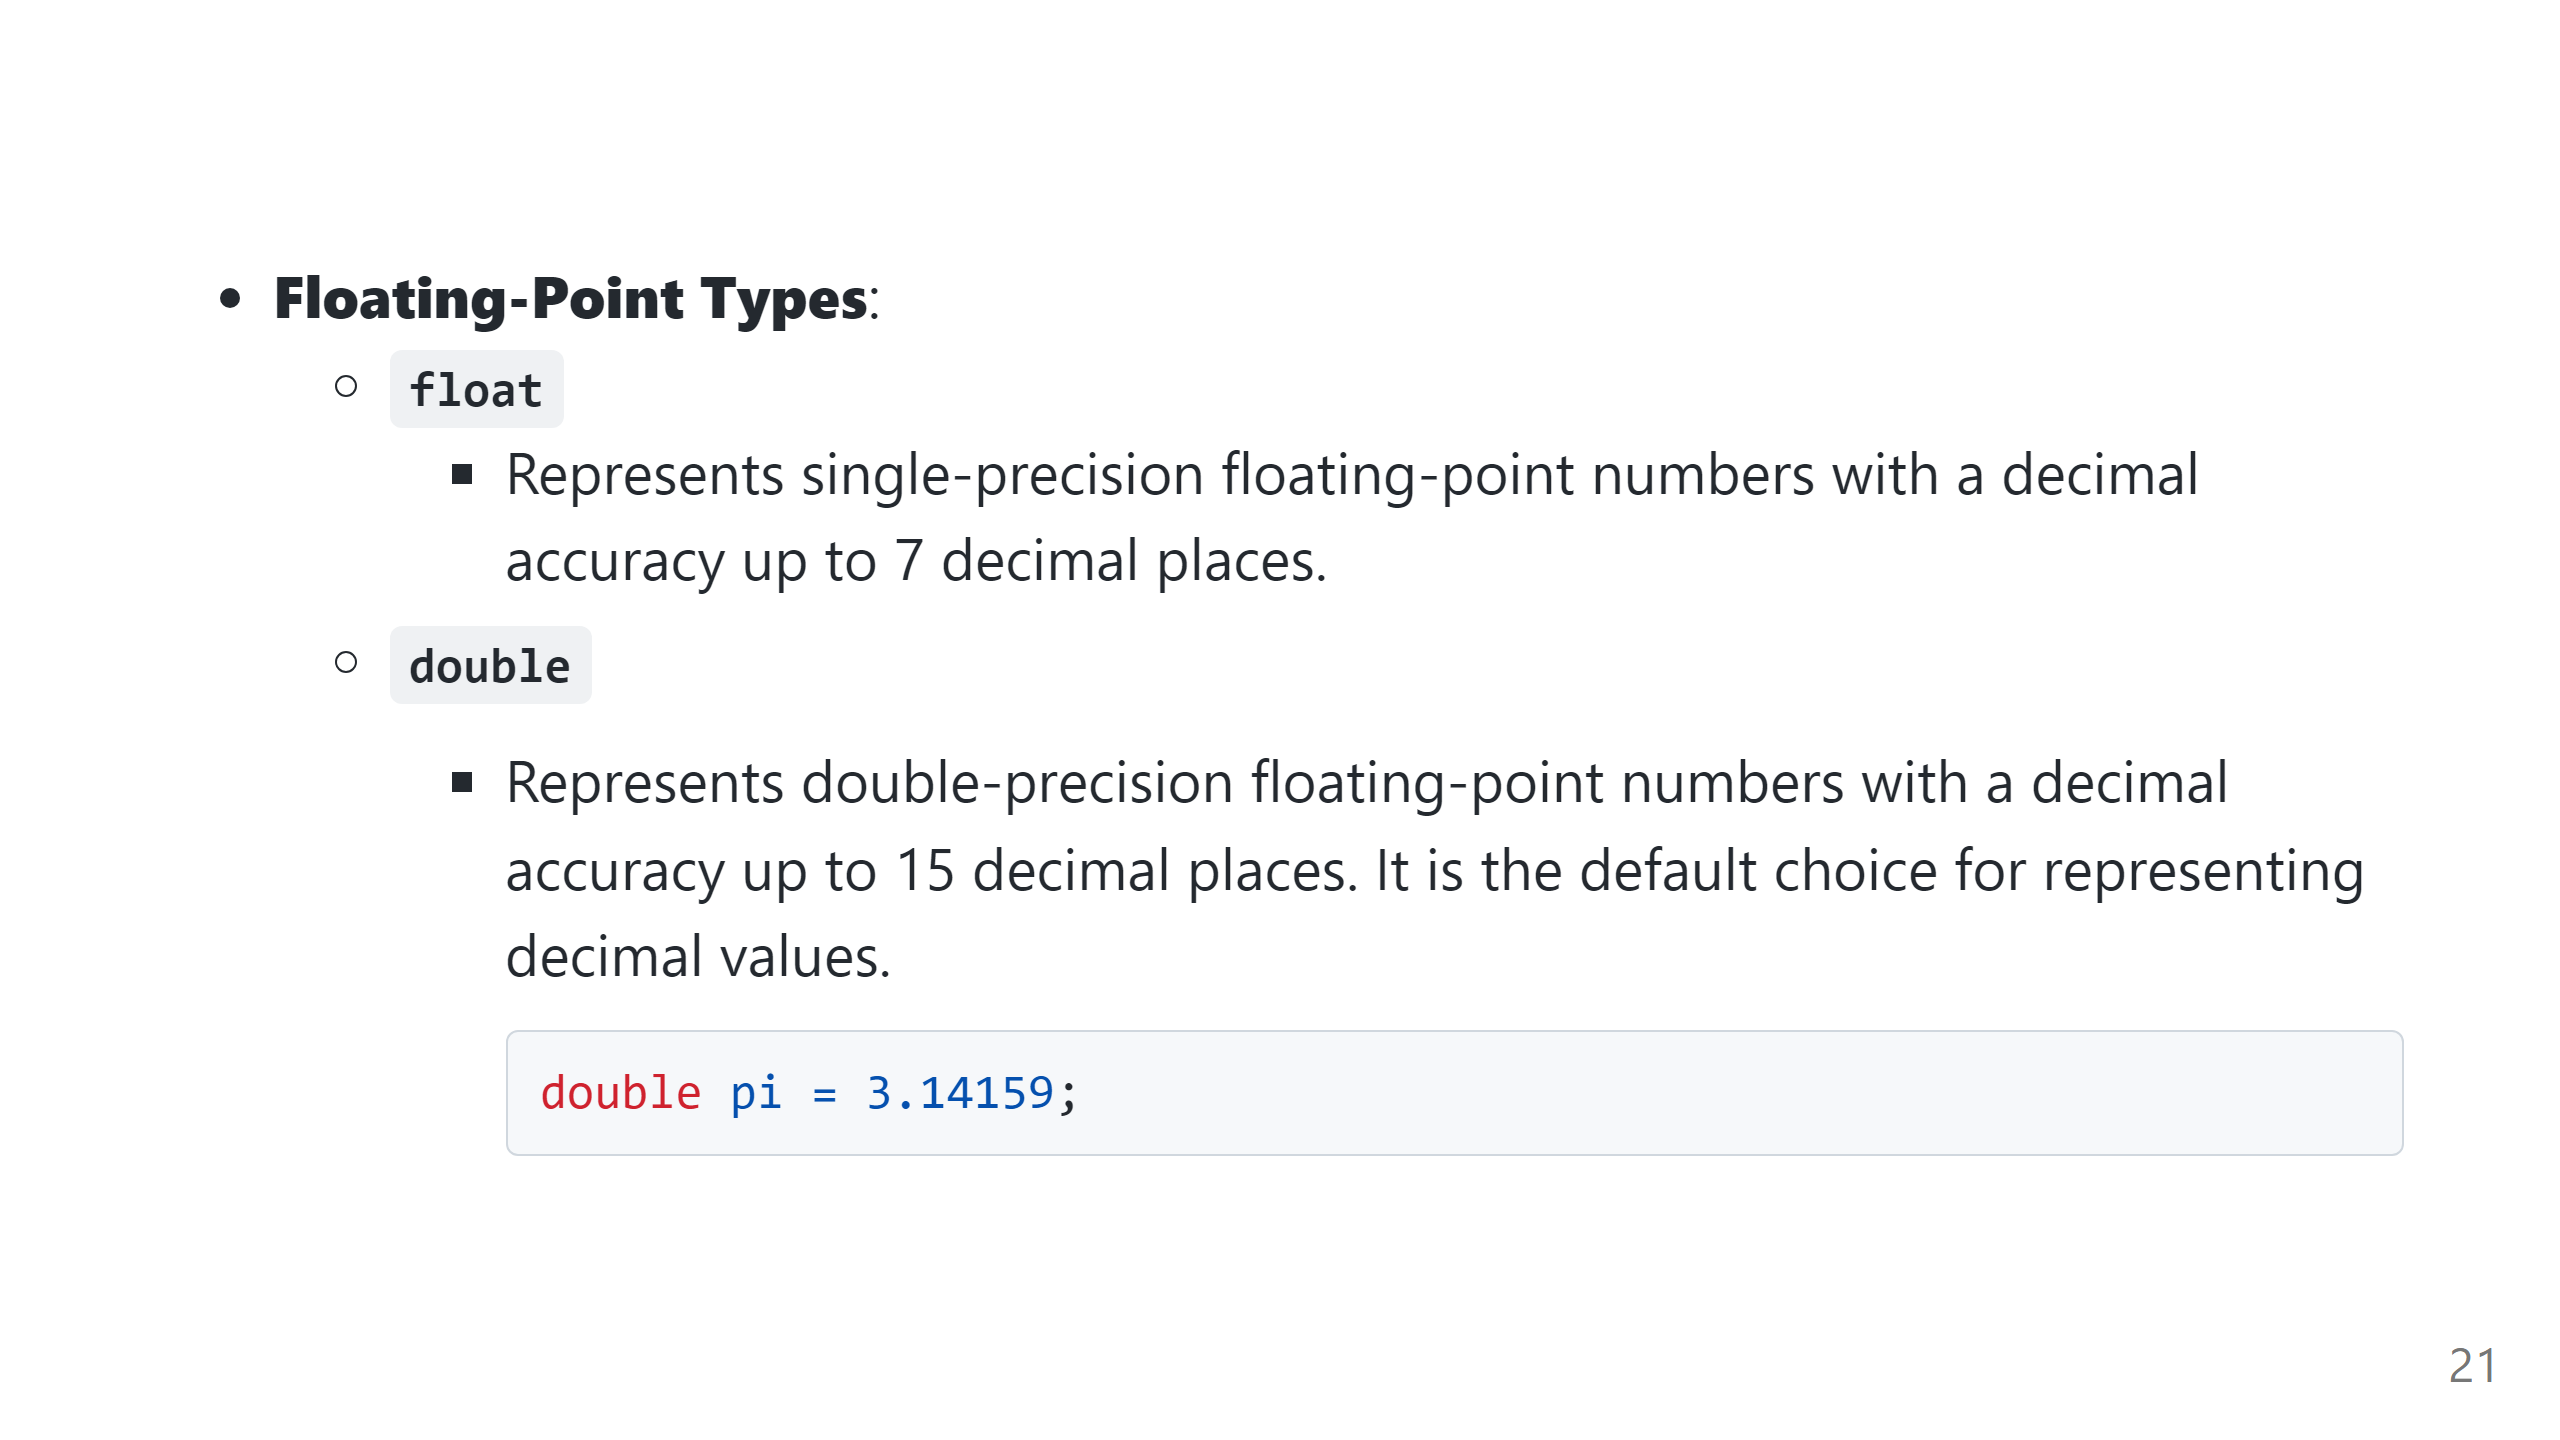 Floating-Point Types:
float
Represents single-precision floating-point numbers with a decimal
accuracy up to 7 decimal places.
double
Represents double-precision floating-point numbers with a decimal
accuracy up to 15 decimal places. It is the default choice for representing
decimal values.
double pi = 3.14159;
21